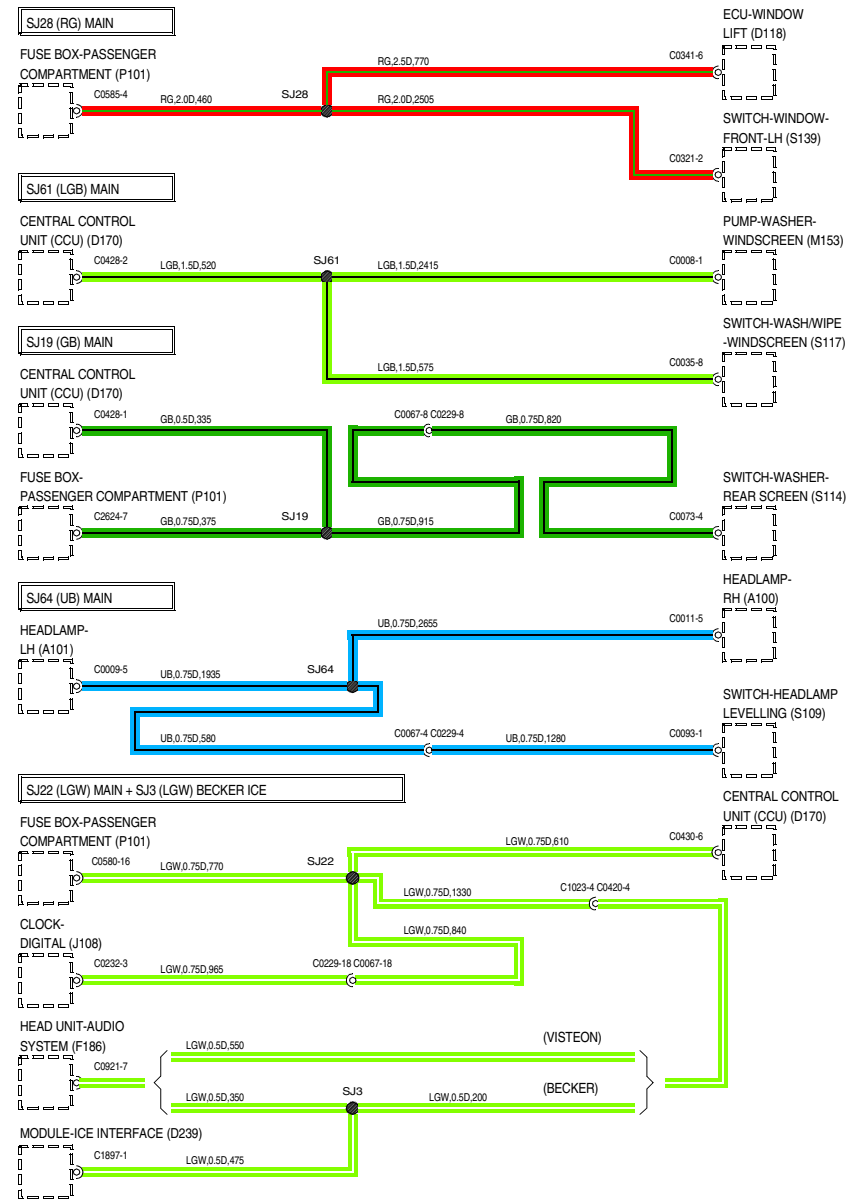 SJ28 (RG) MAIN
ECU-WINDOW
LIFT (D118)
FUSE BOX-PASSENGER
COMPARTMENT (P101)
C0585-4
RG,2.0D,460
SJ28
RG,2.5D,770
C0341-6
RG,2.0D,2505
SWITCH-WINDOW-
FRONT-LH (S139)
C0321-2
SJ61 (LGB) MAIN
CENTRAL CONTROL
UNIT (CCU) (D170)
C0428-2
LGB,1.5D,520
SJ61
LGB,1.5D,2415
C0008-1
PUMP-WASHER-
WINDSCREEN (M153)
SWITCH-WASH/WIPE
-WINDSCREEN (S117)
LGB,1.5D,575
C0035-8
SJ19 (GB) MAIN
CENTRAL CONTROL
UNIT (CCU) (D170)
C0428-1
GB,0.5D,335
C0067-8 C0229-8
GB,0.75D,820
FUSE BOX-
PASSENGER COMPARTMENT (P101)
C2624-7
GB,0.75D,375
SJ19
GB,0.75D,915
C0073-4
SWITCH-WASHER-
REAR SCREEN (S114)
SJ64 (UB) MAIN
HEADLAMP-
RH (A100)
UB,0.75D,2655
C0011-5
HEADLAMP-
LH (A101)
C0009-5
UB,0.75D,1935
SJ64
SWITCH-HEADLAMP
LEVELLING (S109)
UB,0.75D,580
C0067-4 C0229-4
UB,0.75D,1280
C0093-1
SJ22 (LGW) MAIN + SJ3 (LGW) BECKER ICE
CENTRAL CONTROL
UNIT (CCU) (D170)
FUSE BOX-PASSENGER
COMPARTMENT (P101)
C0580-16
LGW,0.75D,770
SJ22
LGW,0.75D,610
C0430-6
LGW,0.75D,1330
C1023-4 C0420-4
LGW,0.75D,840
CLOCK-
DIGITAL (J108)
C0232-3
LGW,0.75D,965
C0229-18 C0067-18
HEAD UNIT-AUDIO
SYSTEM (F186)
C0921-7
LGW,0.5D,550
(VISTEON)
LGW,0.5D,350
SJ3
LGW,0.5D,200
(BECKER)
MODULE-ICE INTERFACE (D239)
C1897-1
LGW,0.5D,475